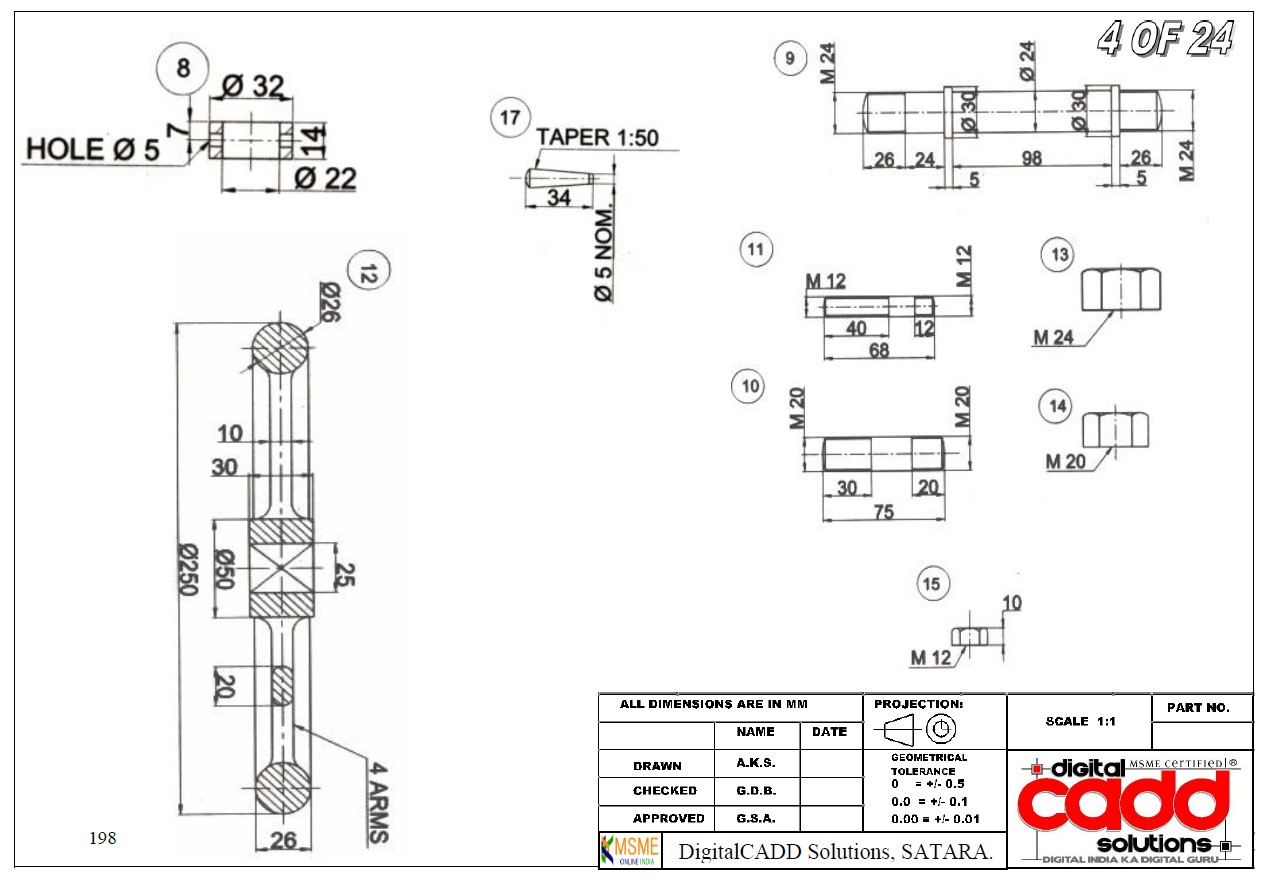 4 OF 24
8
Ø 32
7
14
HOLE Ø 5
Ø 22
17
TAPER 1:50
34
Ø 5 NOM.
9
M 24
Ø 24
Ø 30
Ø 30
26
24
98
26
5
5
M 24
12
Ø26
10
30
Ø250
Ø50
25
20
4 ARMS
26
11
M 12
M 12
40
12
68
13
M 24
10
M 20
M 20
30
20
75
14
M 20
15
10
M 12
198
ALL DIMENSIONS ARE IN MM
NAME
DATE
DRAWN
A.K.S.
CHECKED
G.D.B.
APPROVED
G.S.A.
PROJECTION:
GEOMETRICAL
TOLERANCE
0 = +/- 0.5
0.0 = +/- 0.1
0.00 = +/- 0.01
SCALE 1:1
PART NO.
MSME
ONLINE INDIA
DigitalCADD Solutions, SATARA.
digital
MSME CERTIFIED!®
cadd
solutions
DIGITAL INDIA KA DIGITAL GURU